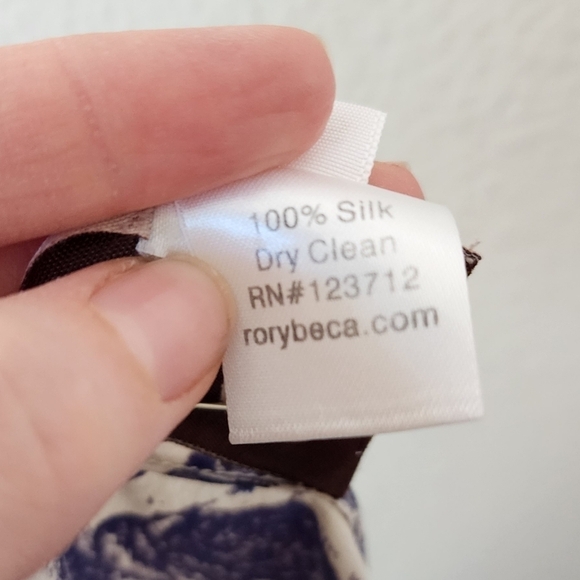 100% Silk
Dry Clean
RN#123712
rorybeca.com